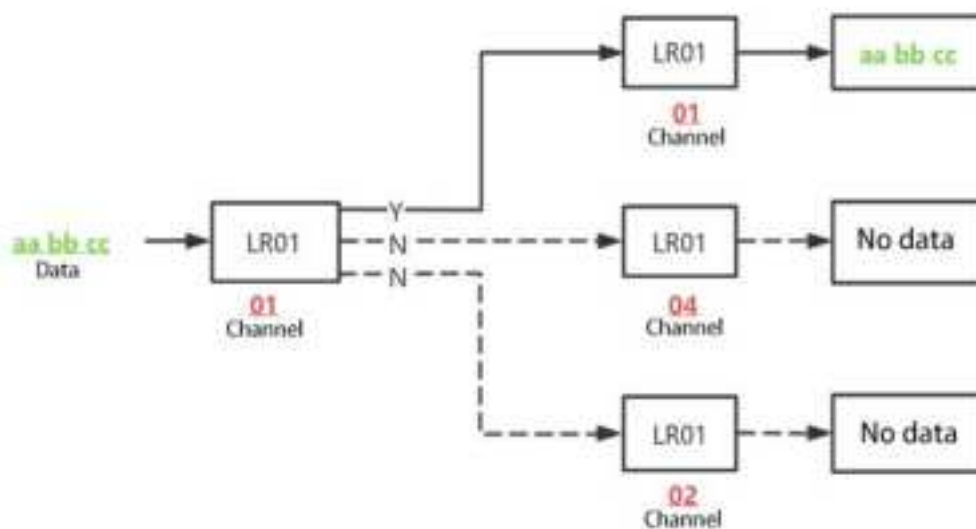 LR01
aa bb cc
01
Channel
Y
aa bb cc
Data
LR01
01
Channel
N
LR01
04
Channel
No data
N
LR01
02
Channel
No data